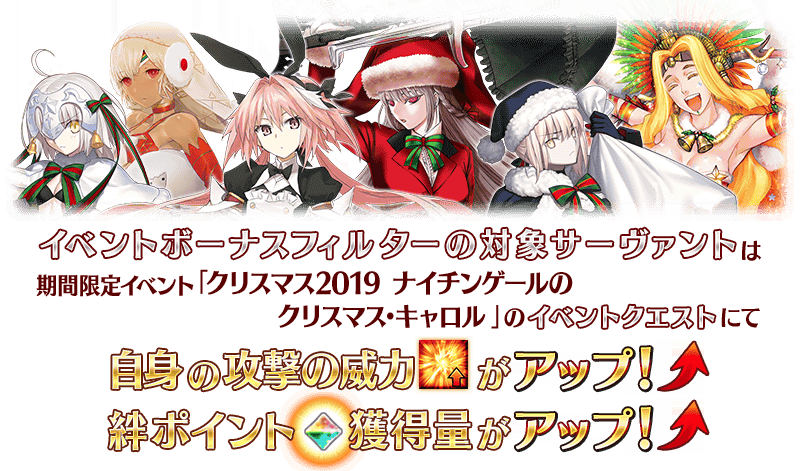 イベントボーナスフィルターの対象サーヴァントは
期間限定イベント「クリスマス2019 ナイチンゲールの
クリスマス・キャロル」のイベントクエストにて
自身の攻撃の威力がアップ!
絆ポイント獲得量がアップ!